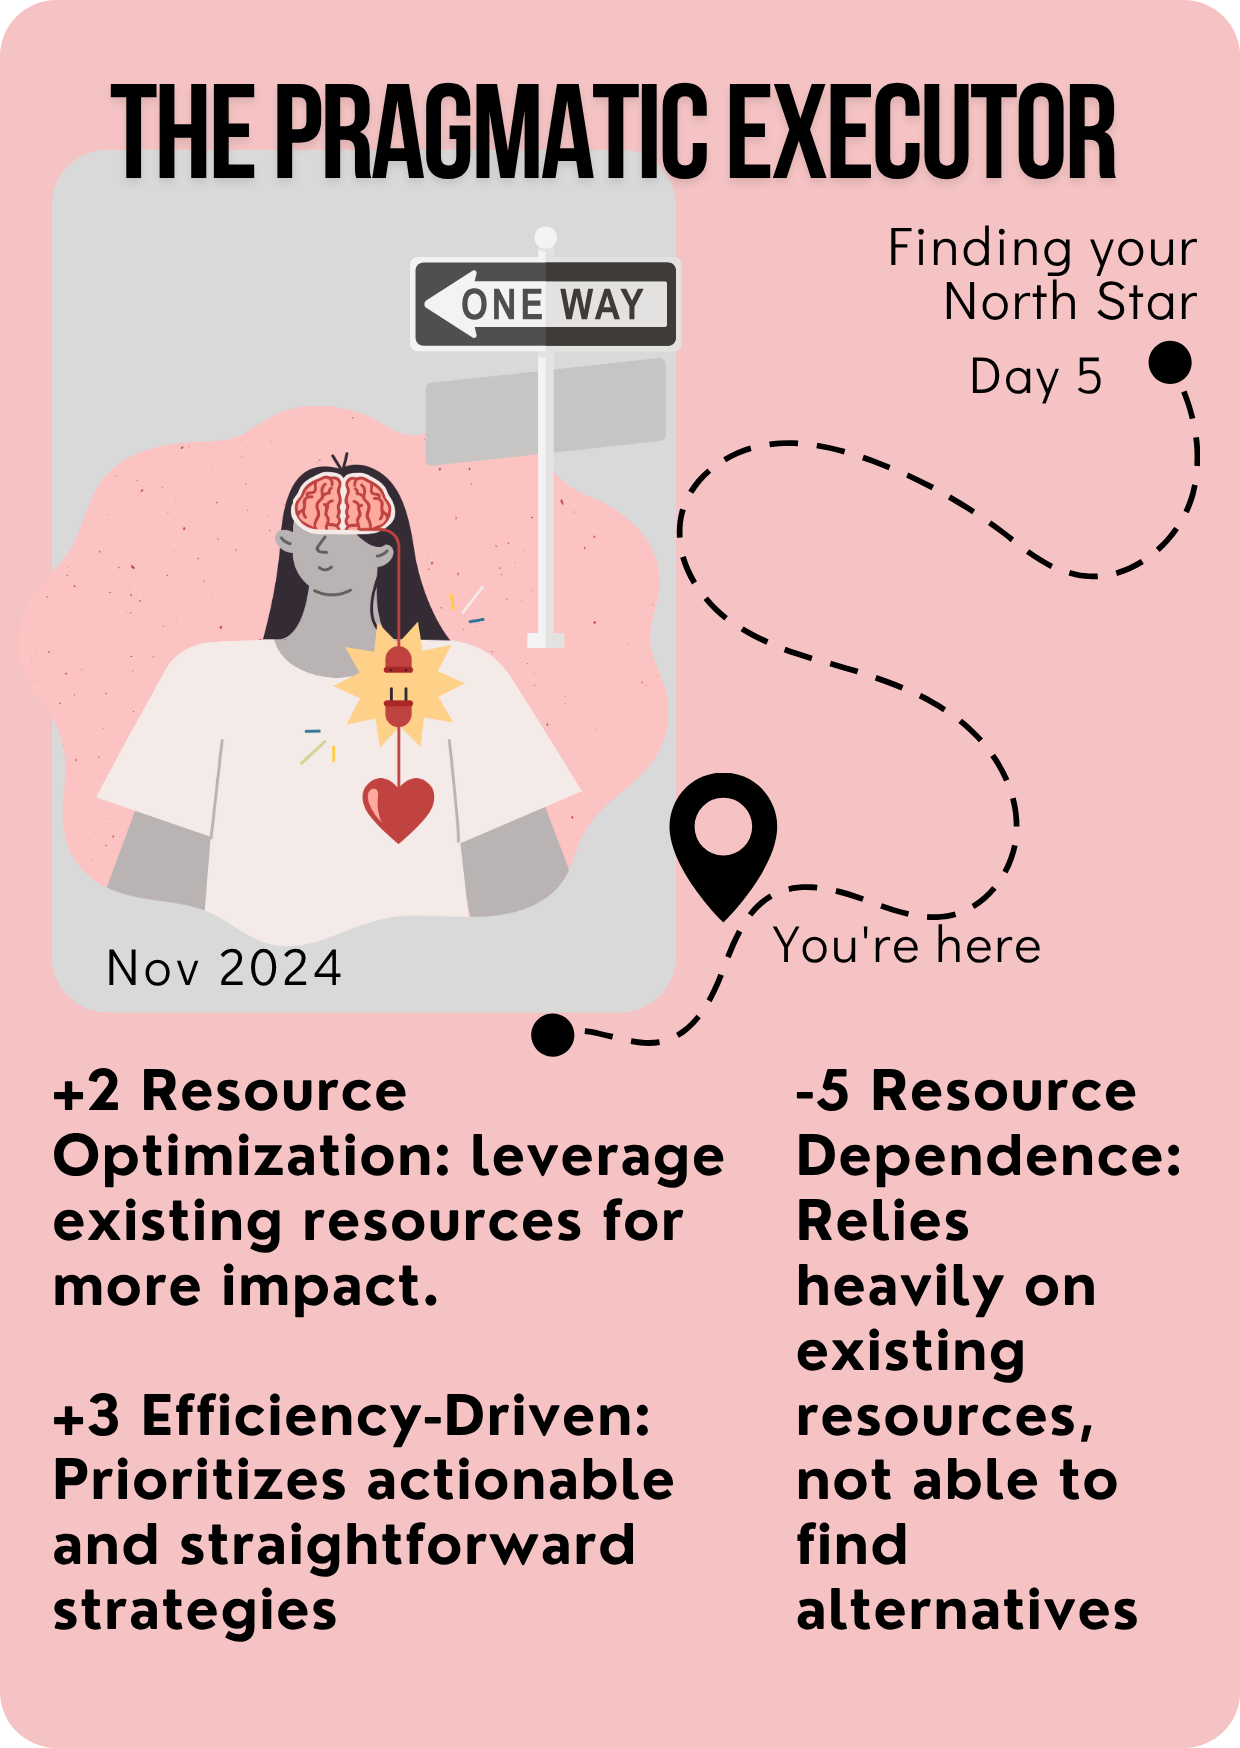 THE PRAGMATIC EXECUTOR
Finding your
North Star
Day 5
ONE WAY
You're here
Nov 2024
+2 Resource
Optimization: leverage
existing resources for
more impact.
+3 Efficiency-Driven:
Prioritizes actionable
and straightforward
strategies
-5 Resource
Dependence:
Relies
heavily on
existing
resources,
not able to
find
alternatives